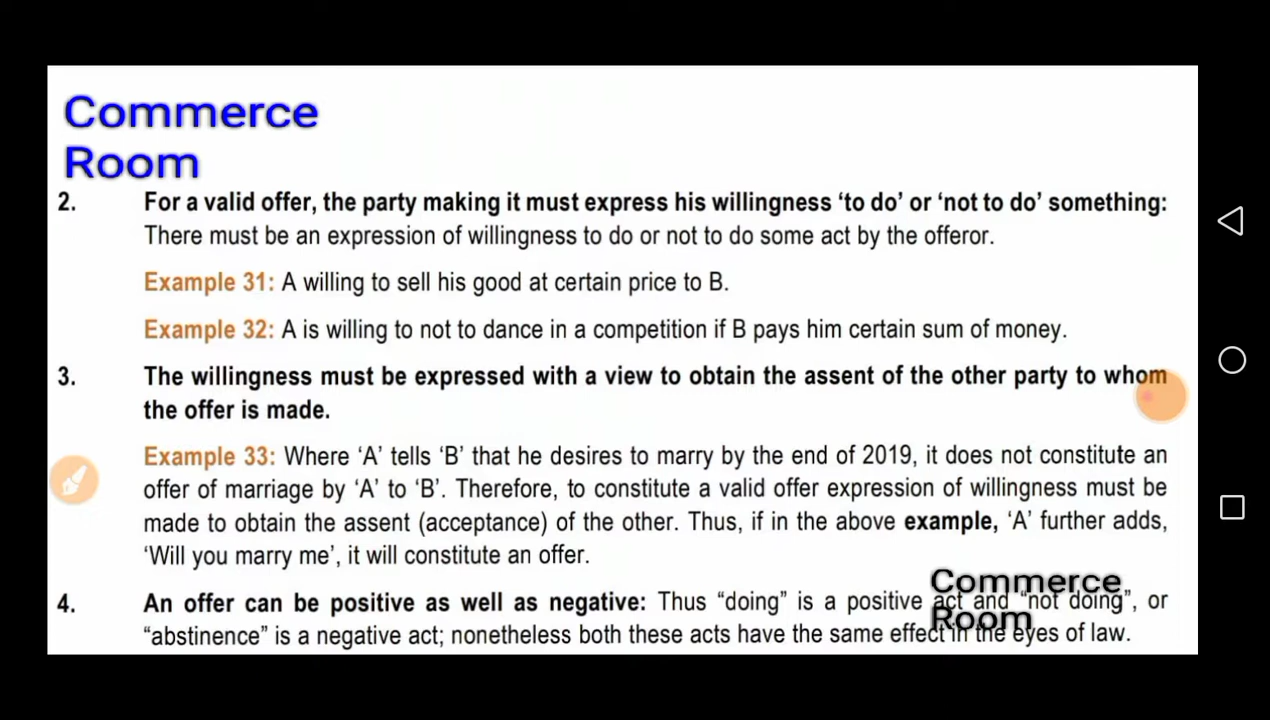 Commerce
Room
2. For a valid offer, the party making it must express his willingness ‘to do’ or ‘not to do’ something:
There must be an expression of willingness to do or not to do some act by the offeror.
Example 31: A willing to sell his good at certain price to B.
Example 32: A is willing to not to dance in a competition if B pays him certain sum of money.
3. The willingness must be expressed with a view to obtain the assent of the other party to whom
the offer is made.
Example 33: Where ‘A’ tells ‘B’ that he desires to marry by the end of 2019, it does not constitute an
offer of marriage by ‘A’ to ‘B’. Therefore, to constitute a valid offer expression of willingness must be
made to obtain the assent (acceptance) of the other. Thus, if in the above example, ‘A’ further adds,
‘Will you marry me’, it will constitute an offer.
Commerce
Room
4. An offer can be positive as well as negative: Thus “doing” is a positive act and “not doing”, or
“abstinence” is a negative act; nonetheless both these acts have the same effect in the eyes of law.